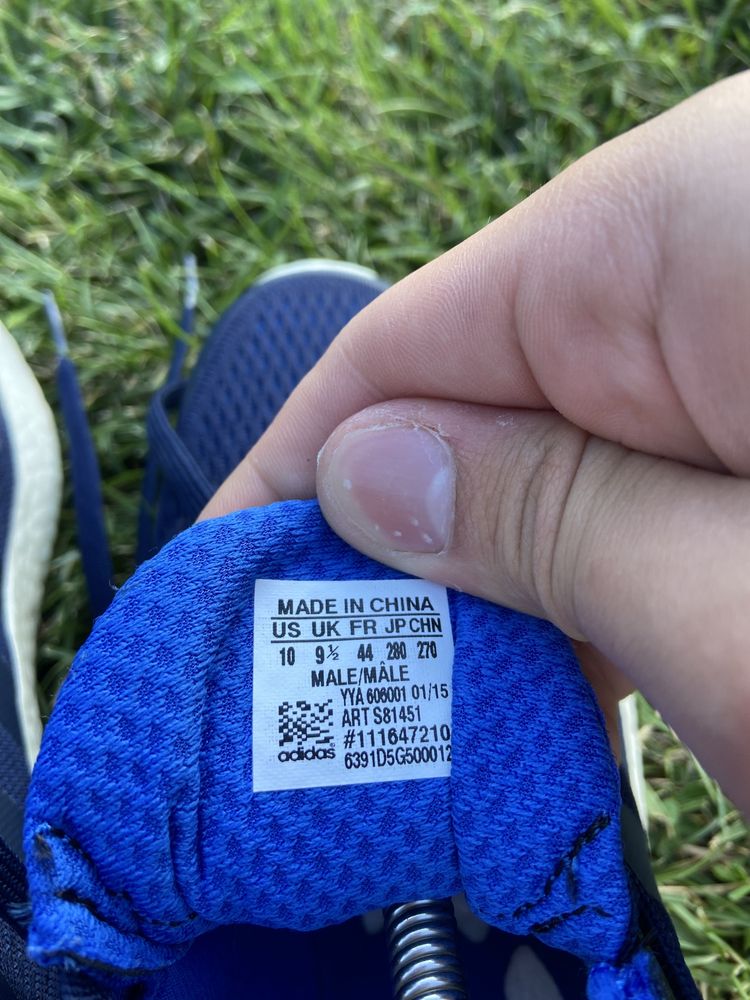 MADE IN CHINA
US UK FR JP CHN
10 9½ 44 280 270
MALE/MÂLE
YYA 606001 01/15
ART S81451
#111647210
6391D5G500012
adidas